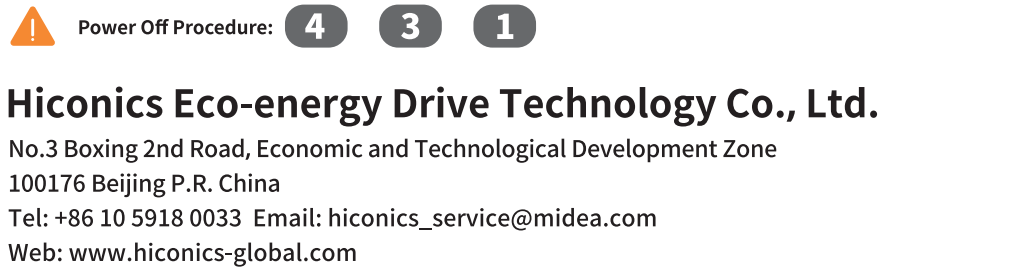 Power Off Procedure: 4 3 1
Hiconics Eco-energy Drive Technology Co., Ltd.
No.3 Boxing 2nd Road, Economic and Technological Development Zone
100176 Beijing P.R. China
Tel: +86 10 5918 0033 Email: hiconics_service@midea.com
Web: www.hiconics-global.com